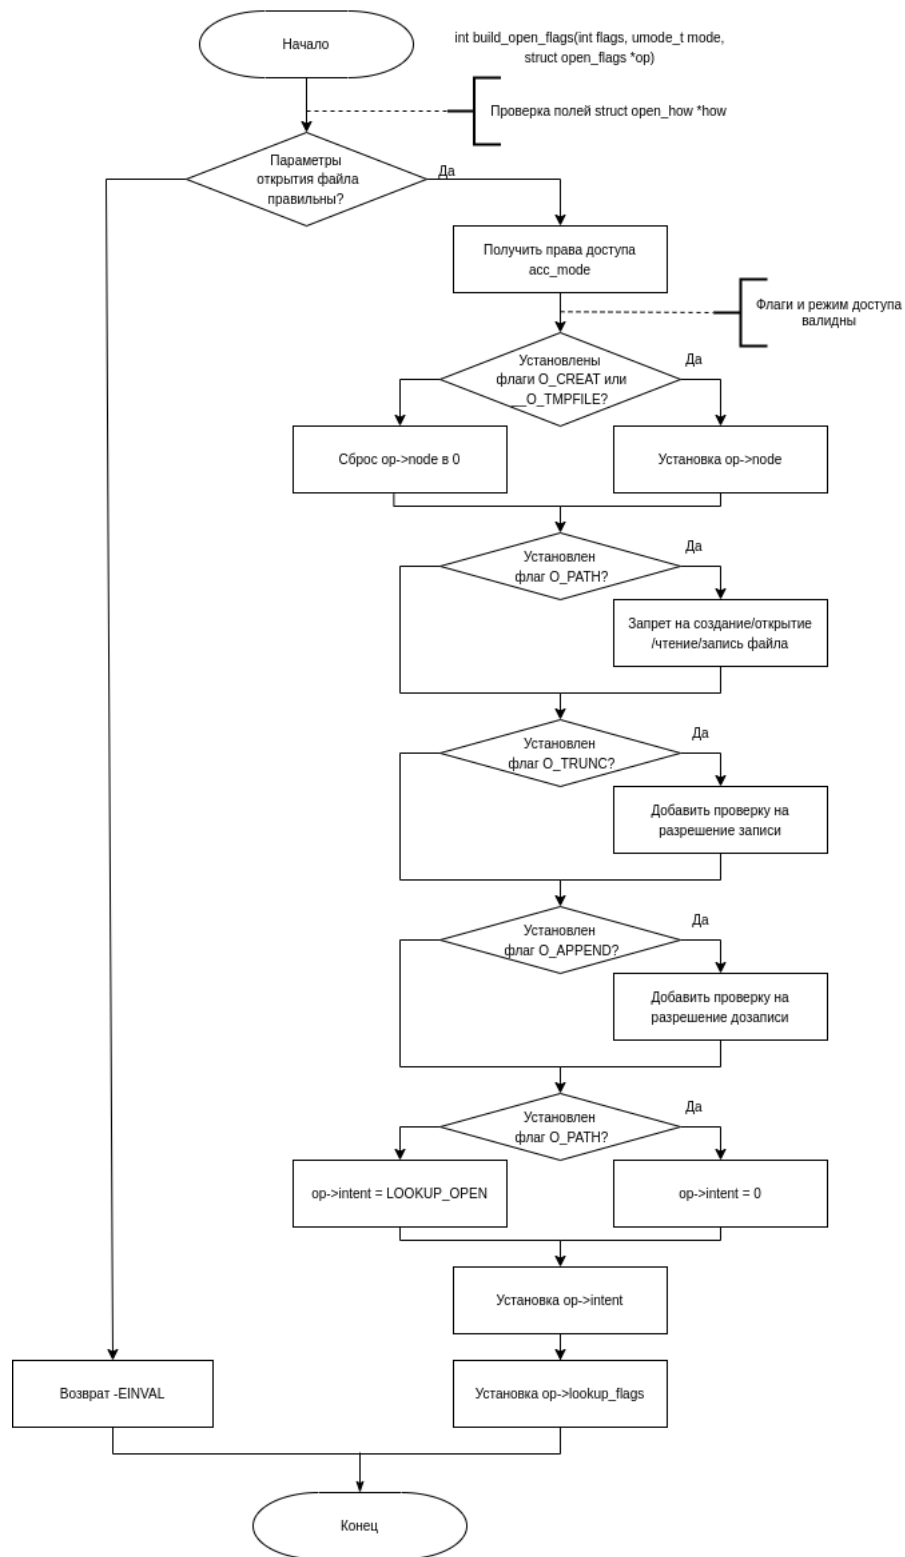 Начало
int build_open_flags(int flags, umode_t mode,
struct open_flags *op)
Проверка полей struct open_how *how
Параметры
открытия файла
правильны?
Да
Получить права доступа
acc_mode
Флаги и режим доступа
валидны
Установлены
флаги O_CREAT или
__O_TMPFILE?
Да
Сброс op->node в 0
Установка op->node
Установлен
флаг O_PATH?
Да
Запрет на создание/открытие
/чтение/запись файла
Установлен
флаг O_TRUNC?
Да
Добавить проверку на
разрешение записи
Установлен
флаг O_APPEND?
Да
Добавить проверку на
разрешение дозаписи
Установлен
флаг O_PATH?
Да
op->intent = LOOKUP_OPEN
op->intent = 0
Установка op->intent
Возврат -EINVAL
Установка op->lookup_flags
Конец